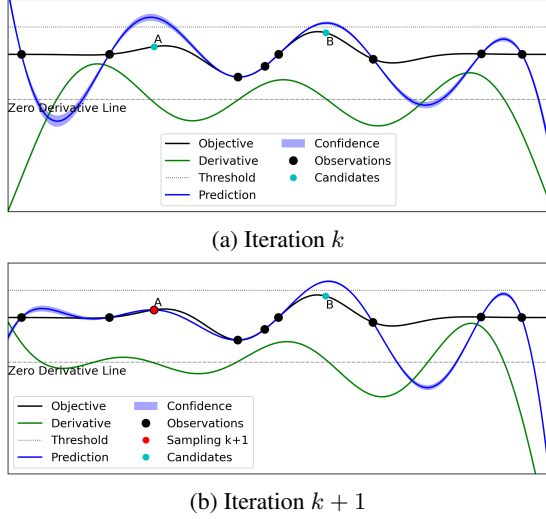 A
B
Zero Derivative Line
Objective
Derivative
Threshold
Prediction
Confidence
Observations
Candidates
(a) Iteration k
A
B
Zero Derivative Line
Objective
Derivative
Threshold
Prediction
Confidence
Observations
Sampling k+1
Candidates
(b) Iteration k + 1